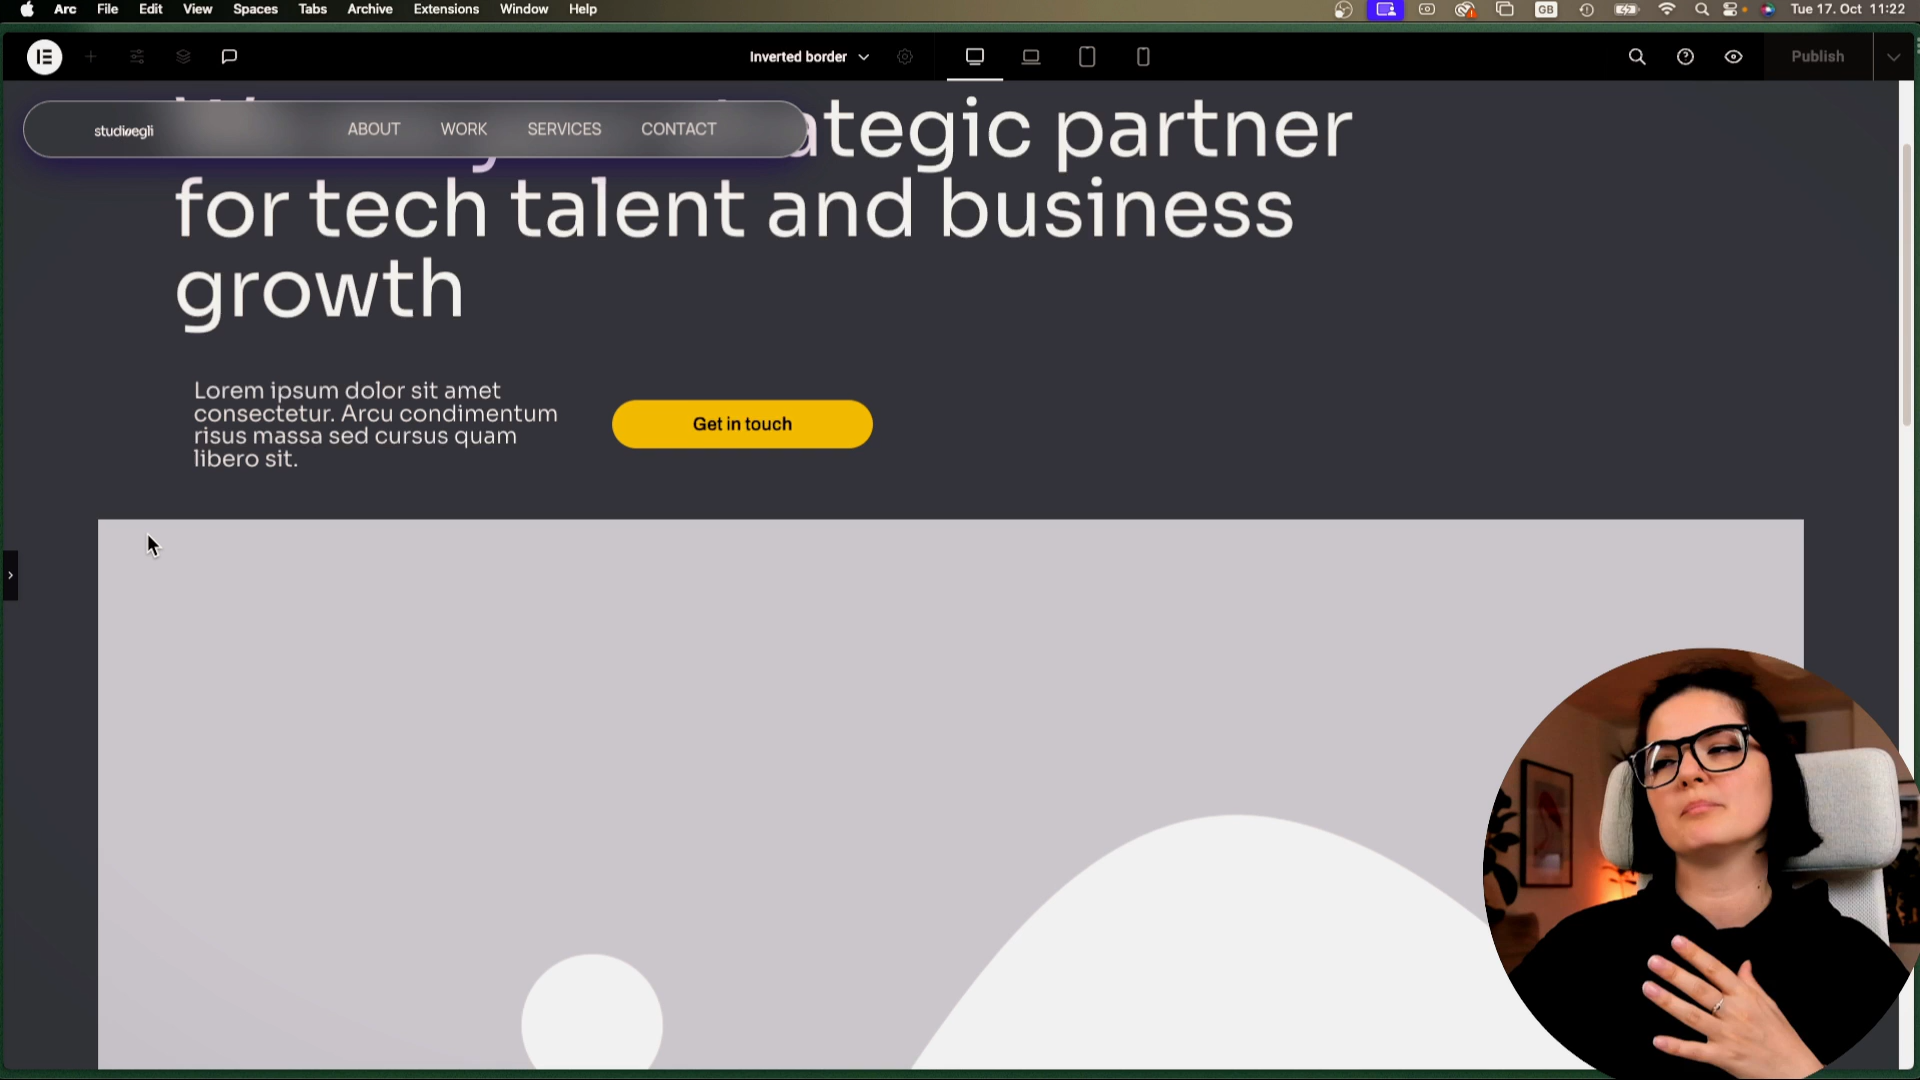 Arc File Edit View Spaces Tabs Archive Extensions Window Help GB Tue 17. Oct 11:22
Inverted border Publish
studioegli ABOUT WORK SERVICES CONTACT
partner
for tech talent and business
growth
Lorem ipsum dolor sit amet
consectetur. Arcu condimentum
risus massa sed cursus quam
libero sit.
Get in touch